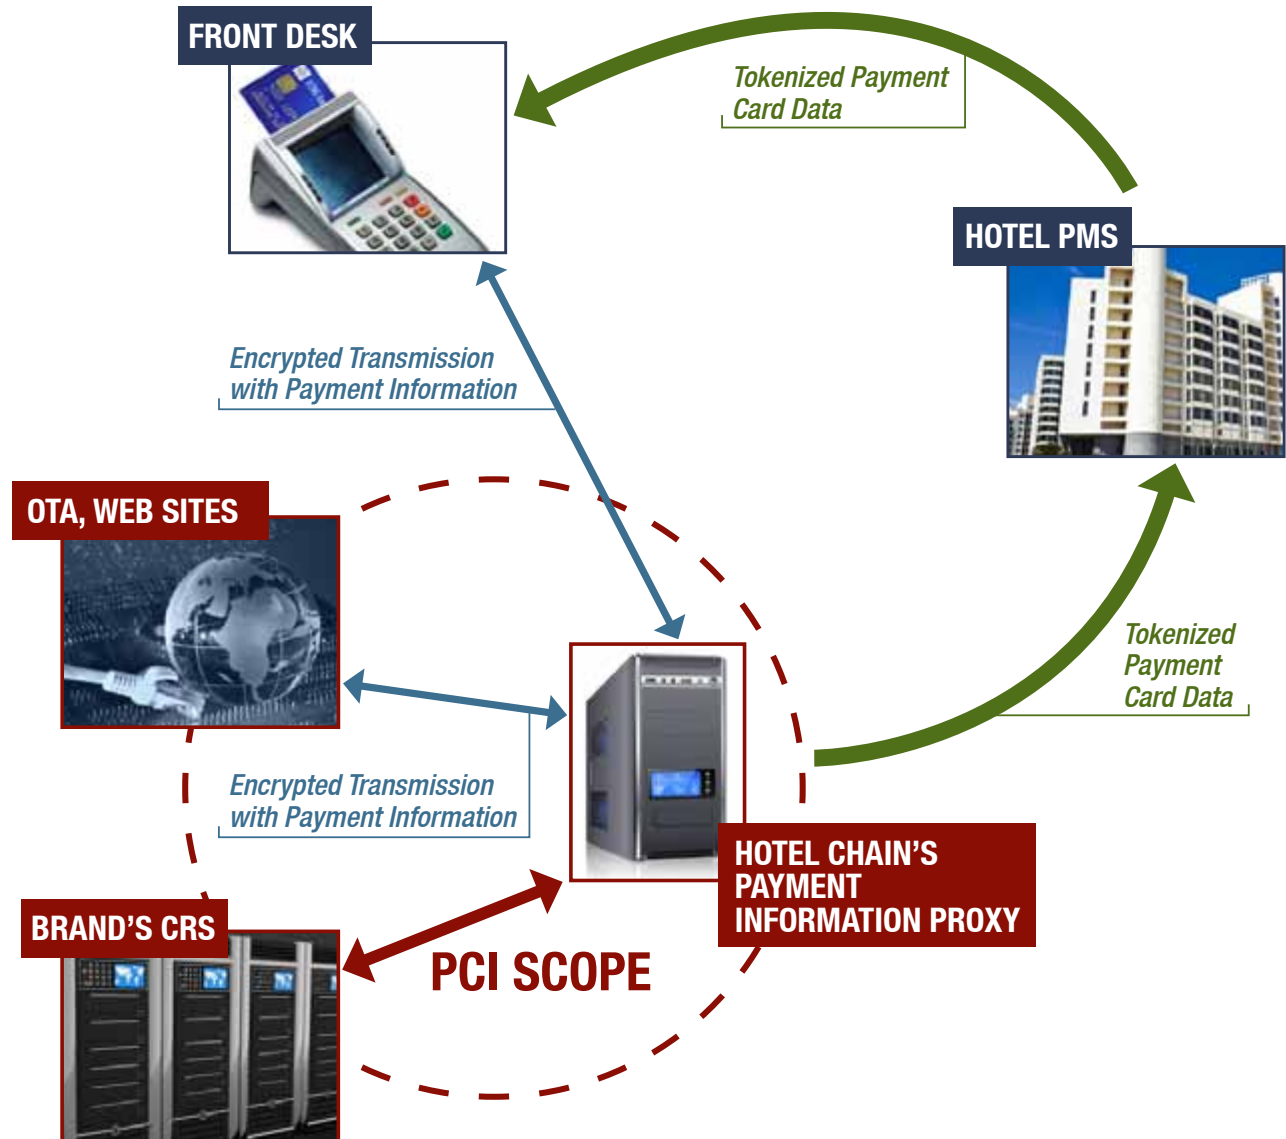 FRONT DESK
Tokenized Payment
Card Data
HOTEL PMS
Encrypted Transmission
with Payment Information
OTA, WEB SITES
Tokenized
Payment
Card Data
Encrypted Transmission
with Payment Information
HOTEL CHAIN'S
PAYMENT
INFORMATION PROXY
BRAND'S CRS
PCI SCOPE